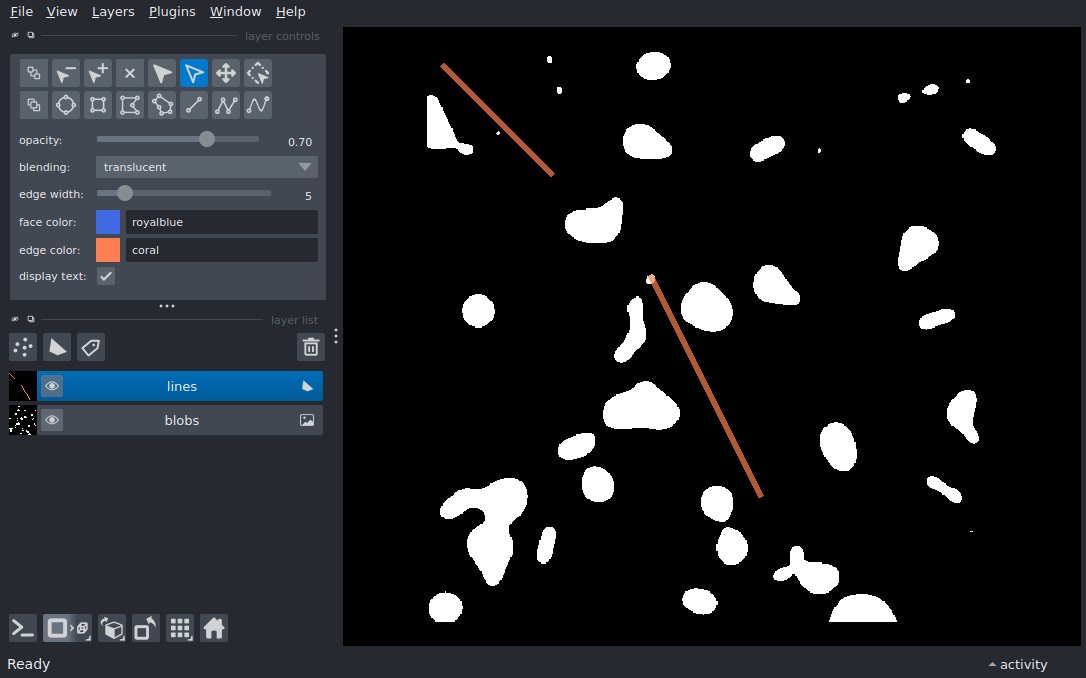 File View Layers Plugins Window Help
layer controls
opacity: 0.70
blending: translucent
edge width: 5
face color: royalblue
edge color: coral
display text:
layer list
lines
blobs
Ready activity